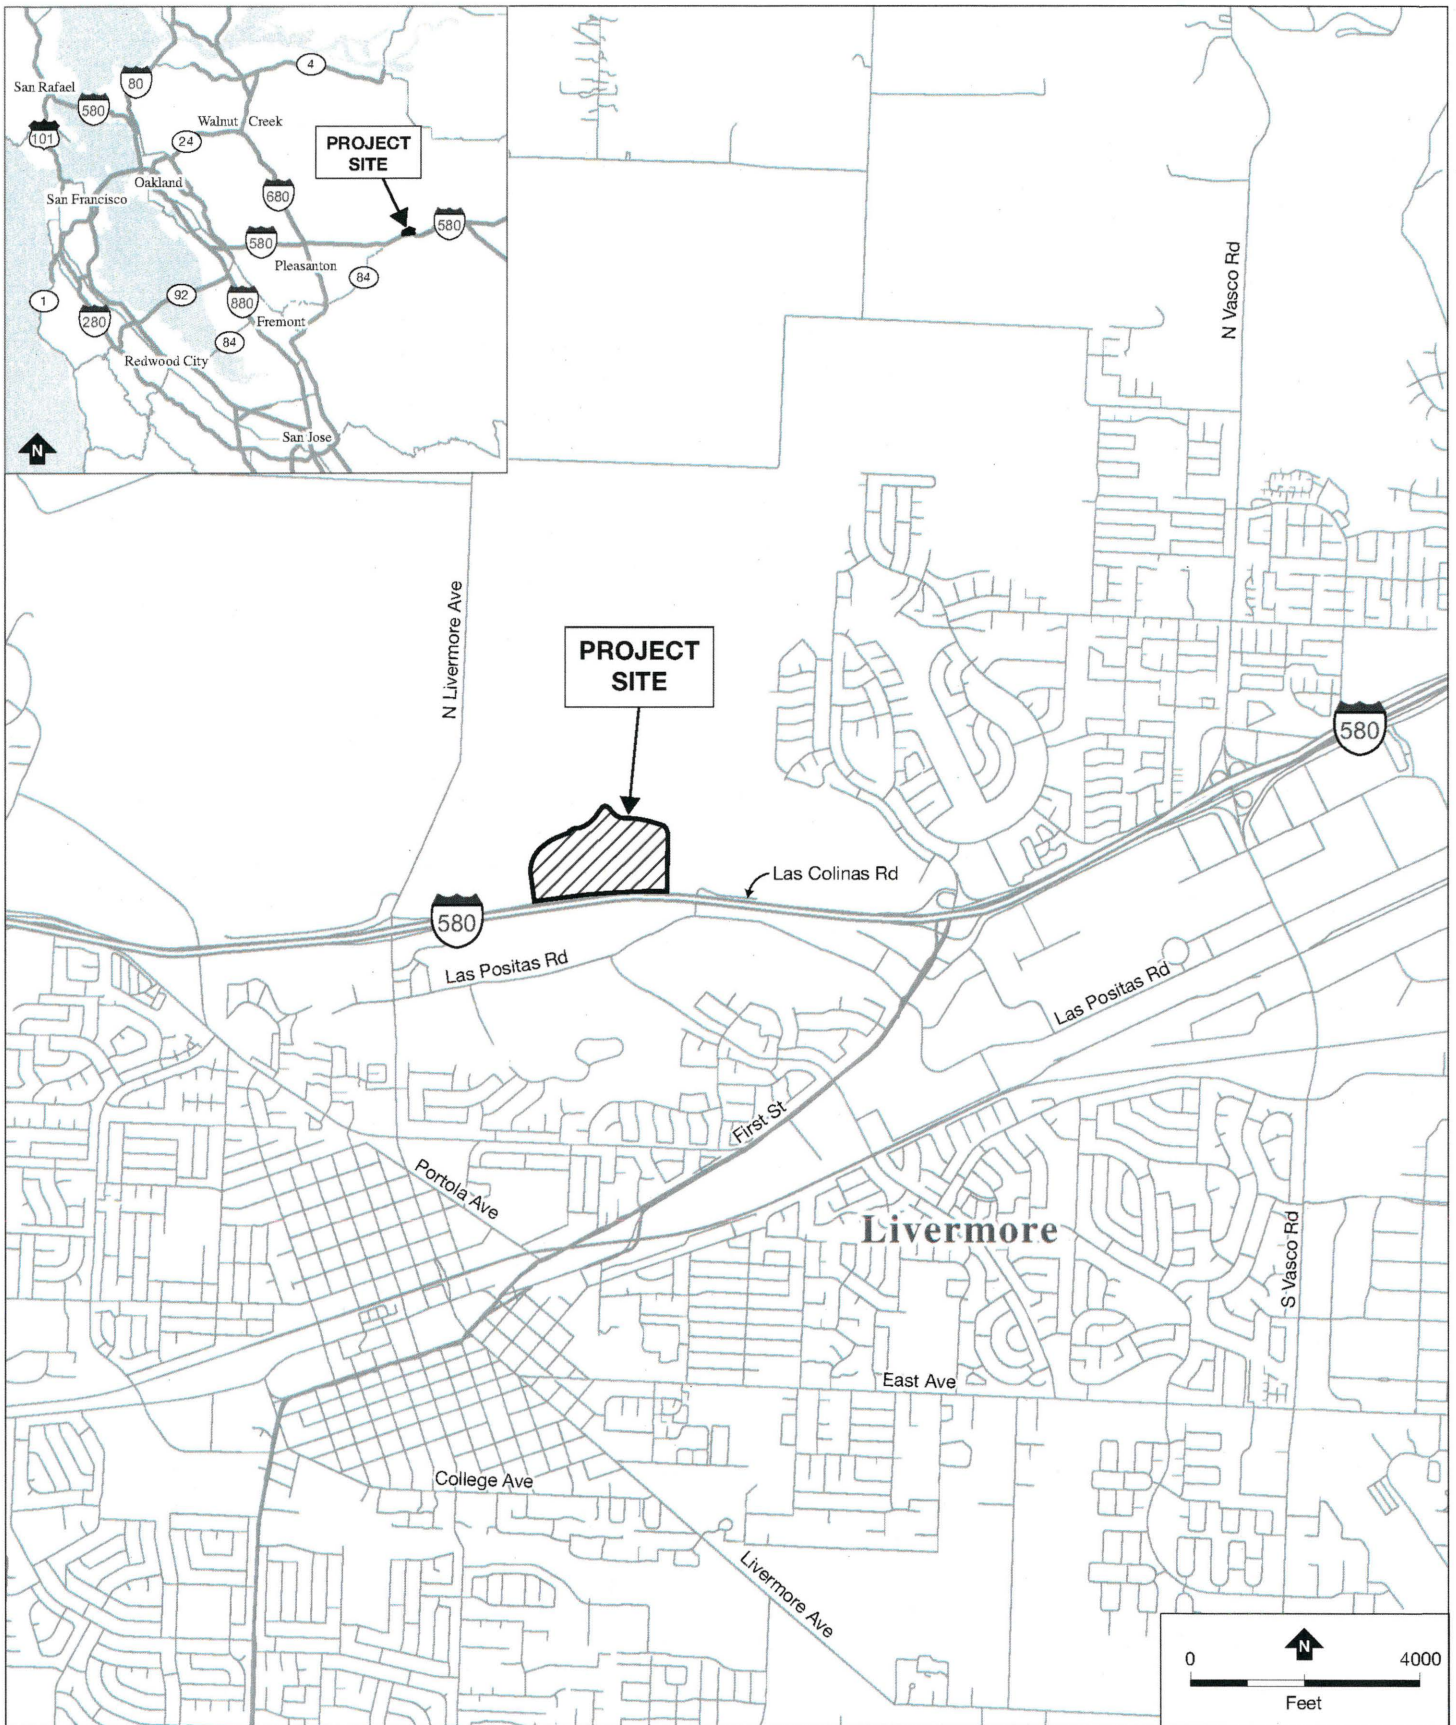 80
4
San Rafael
580
Walnut Creek
101
24
PROJECT
SITE
Oakland
680
San Francisco
580
580
Pleasanton
84
1
92
880
280
Fremont
84
Redwood City
San Jose
N
N Vasco Rd
N Livermore Ave
PROJECT
SITE
580
Las Colinas Rd
580
Las Positas Rd
Las Positas Rd
First St
Portola Ave
Livermore
S Vasco Rd
East Ave
College Ave
Livermore Ave
N
0 4000
Feet